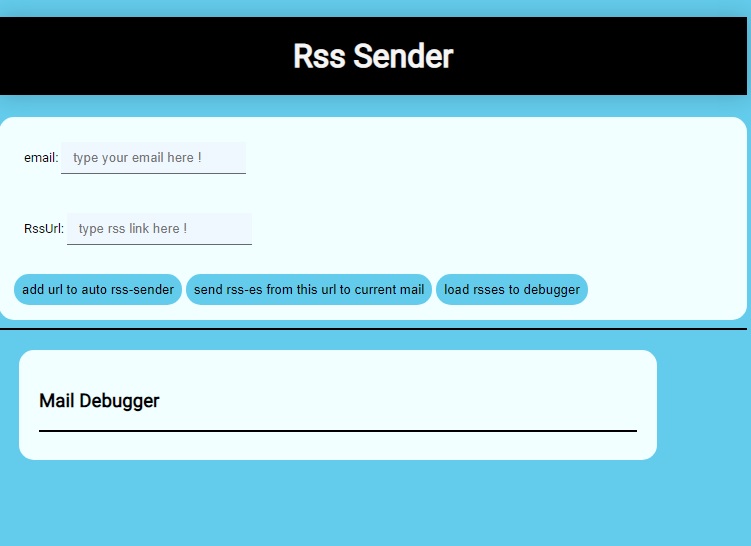 Rss Sender
email: type your email here !
RssUrl: type rss link here !
add url to auto rss-sender send rss-es from this url to current mail load rsses to debugger
Mail Debugger